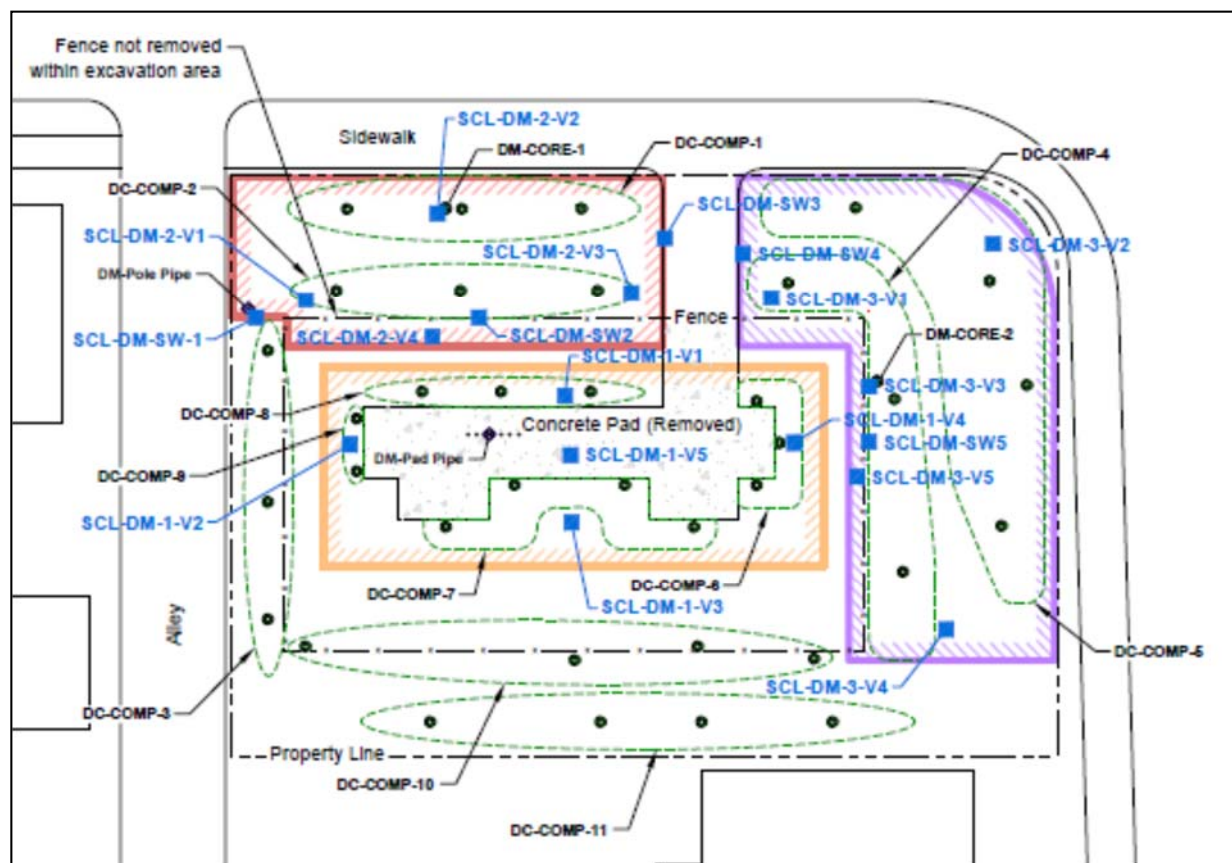 Fence not removed
within excavation area
SCL-DM-2-V2
Sidewalk
DM-CORE-1
DC-COMP-1
DC-COMP-4
DC-COMP-2
SCL-DM-SW3
SCL-DM-2-V1
SCL-DM-2-V3
SCL-DM-SW4
SCL-DM-3-V2
DM-Pole Pipe
SCL-DM-3-V1
Fence
SCL-DM-SW-1
SCL-DM-2-V4
SCL-DM-SW2
DM-CORE-2
SCL-DM-1-V1
SCL-DM-3-V3
DC-COMP-8
Concrete Pad (Removed)
SCL-DM-1-V4
DM-Pad Pipe
SCL-DM-1-V5
SCL-DM-SW5
DC-COMP-9
SCL-DM-3-V5
SCL-DM-1-V2
DC-COMP-7
DC-COMP-6
SCL-DM-1-V3
Alley
DC-COMP-5
SCL-DM-3-V4
DC-COMP-3
Property Line
DC-COMP-10
DC-COMP-11